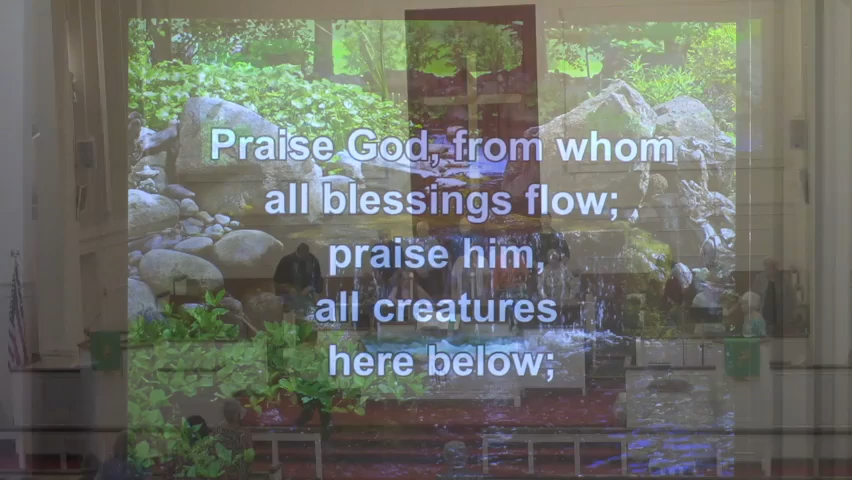 Praise God, from whom
all blessings flow;
praise him,
all creatures
here below;